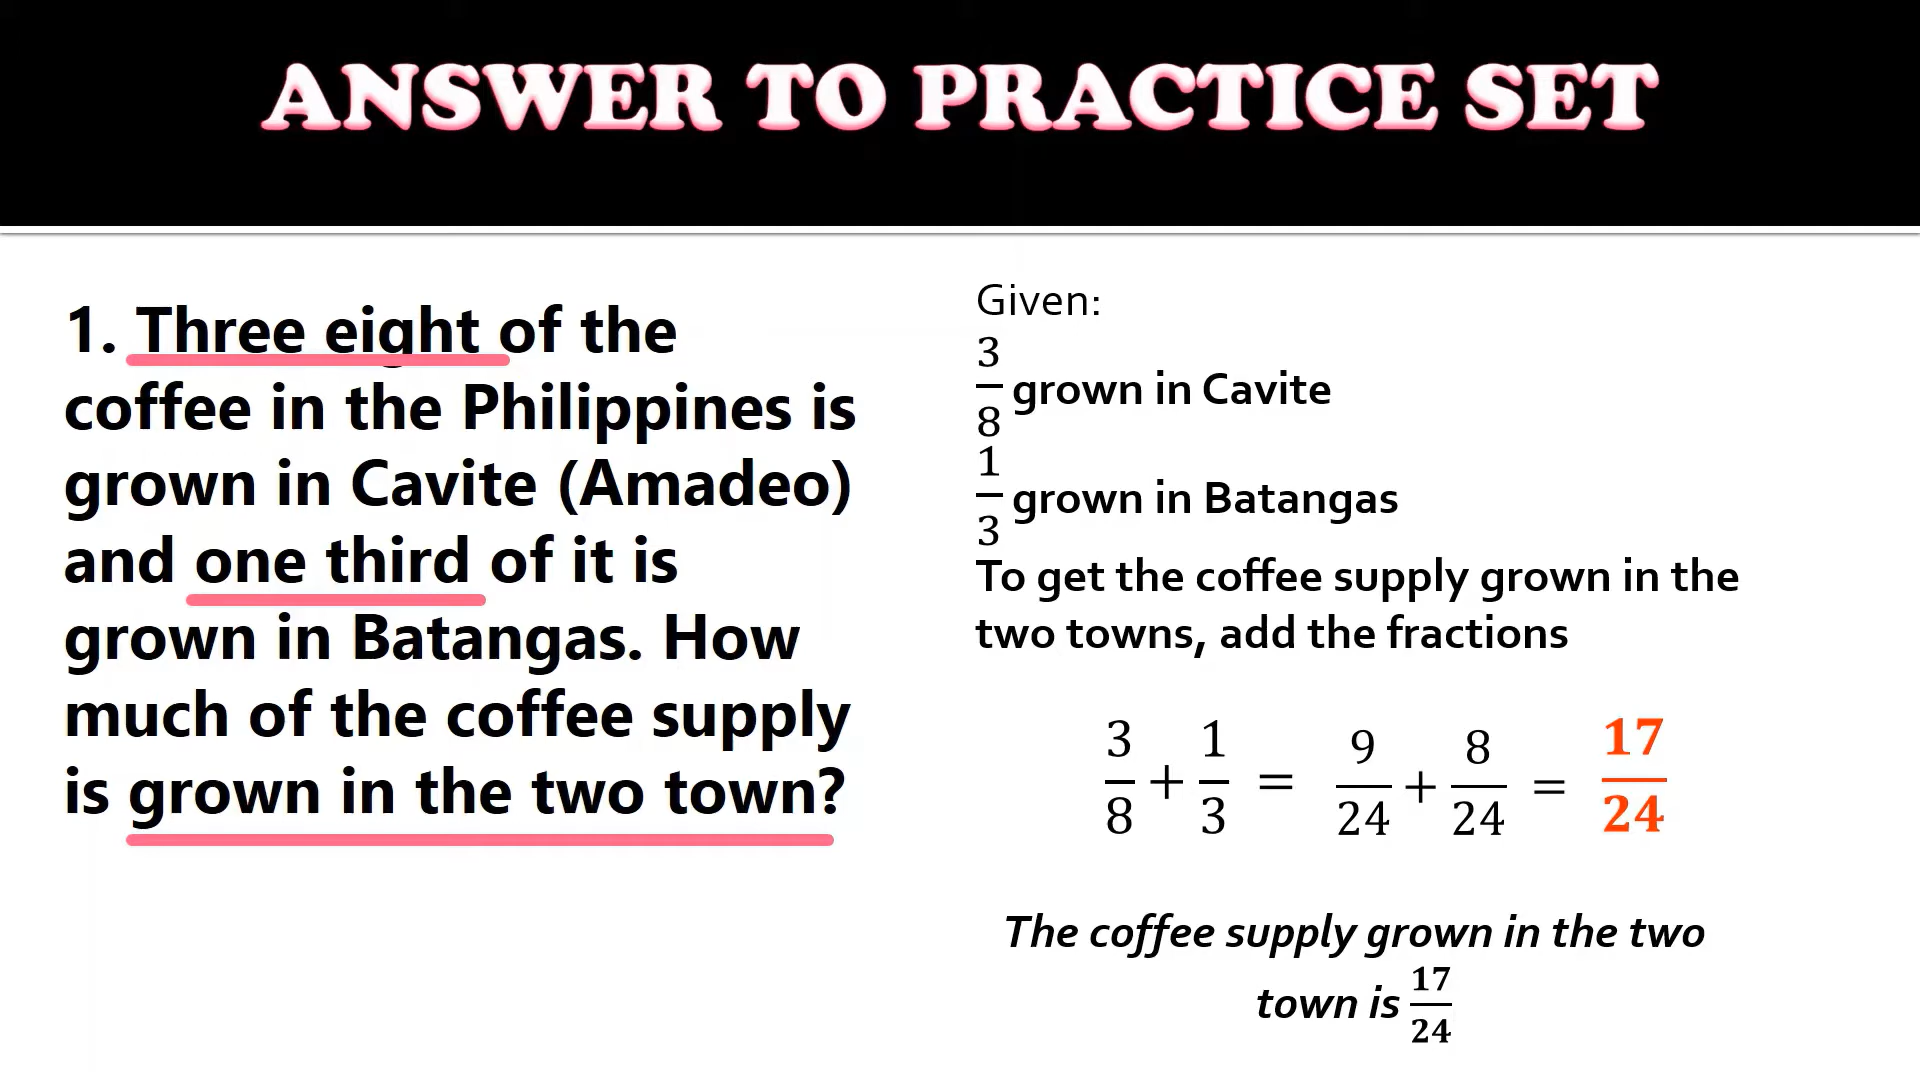 ANSWER TO PRACTICE SET
1. Three eight of the
coffee in the Philippines is
grown in Cavite (Amadeo)
and one third of it is
grown in Batangas. How
much of the coffee supply
is grown in the two town?
Given:
3/8 grown in Cavite
1/3 grown in Batangas
To get the coffee supply grown in the
two towns, add the fractions
3/8 + 1/3 = 9/24 + 8/24 = 17/24
The coffee supply grown in the two
town is 17/24